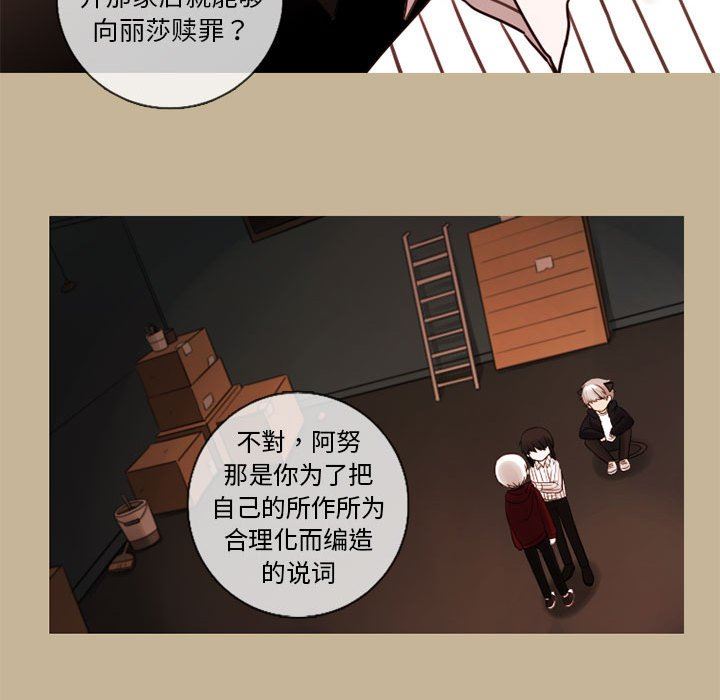 向丽莎赎罪？
不對，阿努
那是你为了把
自己的所作所为
合理化而编造
的说词